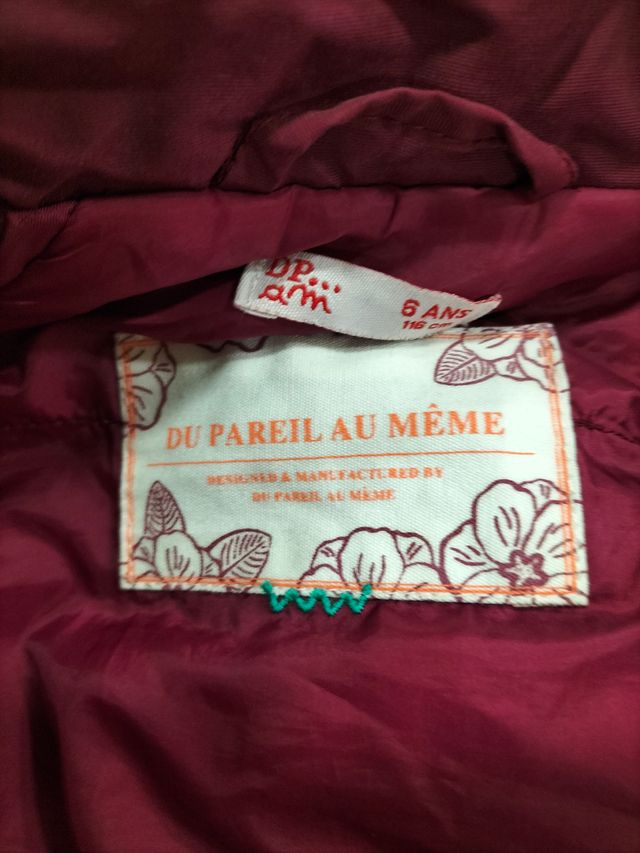 DP...
am
6 ANS
116 cm
DU PAREIL AU MÊME
DESIGNED & MANUFACTURED BY
DU PAREIL AU MÊME